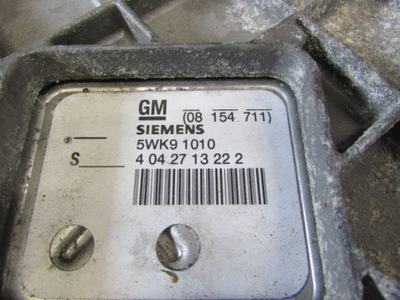 GM (08 154 711)
SIEMENS
5WK9 1010
S 4 04 27 13 22 2